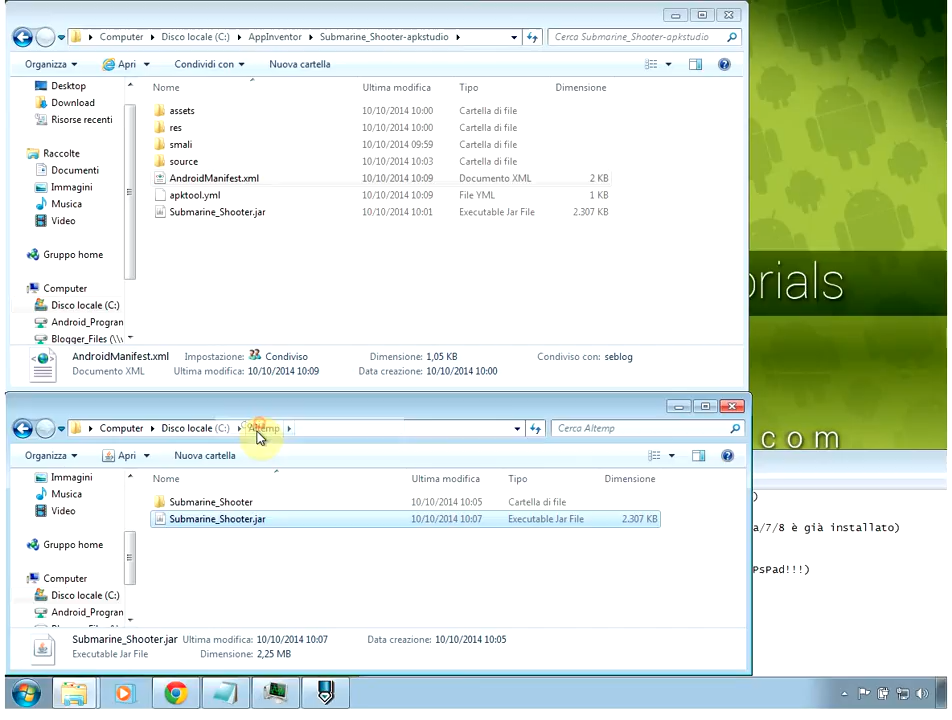 Computer Disco locale (C:) AppInventor Submarine_Shooter-apkstudio Cerca Submarine_Shooter-apkstudio
Organizza Apri Condividi con Nuova cartella
Nome Ultima modifica Tipo Dimensione
Desktop
Download
Risorse recenti
Raccolte
Documenti
Immagini
Musica
Video
Gruppo home
Computer
Disco locale (C:)
Android_Progran
Blogger_Files (\\
assets 10/10/2014 10:00 Cartella di file
res 10/10/2014 10:00 Cartella di file
smali 10/10/2014 09:59 Cartella di file
source 10/10/2014 10:03 Cartella di file
AndroidManifest.xml 10/10/2014 10:09 Documento XML 2 KB
apktool.yml 10/10/2014 10:09 File YML 1 KB
Submarine_Shooter.jar 10/10/2014 10:01 Executable Jar File 2.307 KB
AndroidManifest.xml Impostazione: Condiviso Dimensione: 1,05 KB Condiviso con: seblog
Documento XML Ultima modifica: 10/10/2014 10:09 Data creazione: 10/10/2014 10:00
orials
com
Computer Disco locale (C:) Altemp Cerca Altemp
Organizza Apri Nuova cartella
Nome Ultima modifica Tipo Dimensione
Immagini
Musica
Video
Gruppo home
Computer
Disco locale (C:)
Android_Progran
Submarine_Shooter 10/10/2014 10:05 Cartella di file
Submarine_Shooter.jar 10/10/2014 10:07 Executable Jar File 2.307 KB
Submarine_Shooter.jar Ultima modifica: 10/10/2014 10:07 Data creazione: 10/10/2014 10:05
Executable Jar File Dimensione: 2,25 MB
)
a/7/8 è già installato)
PsPad!!!)